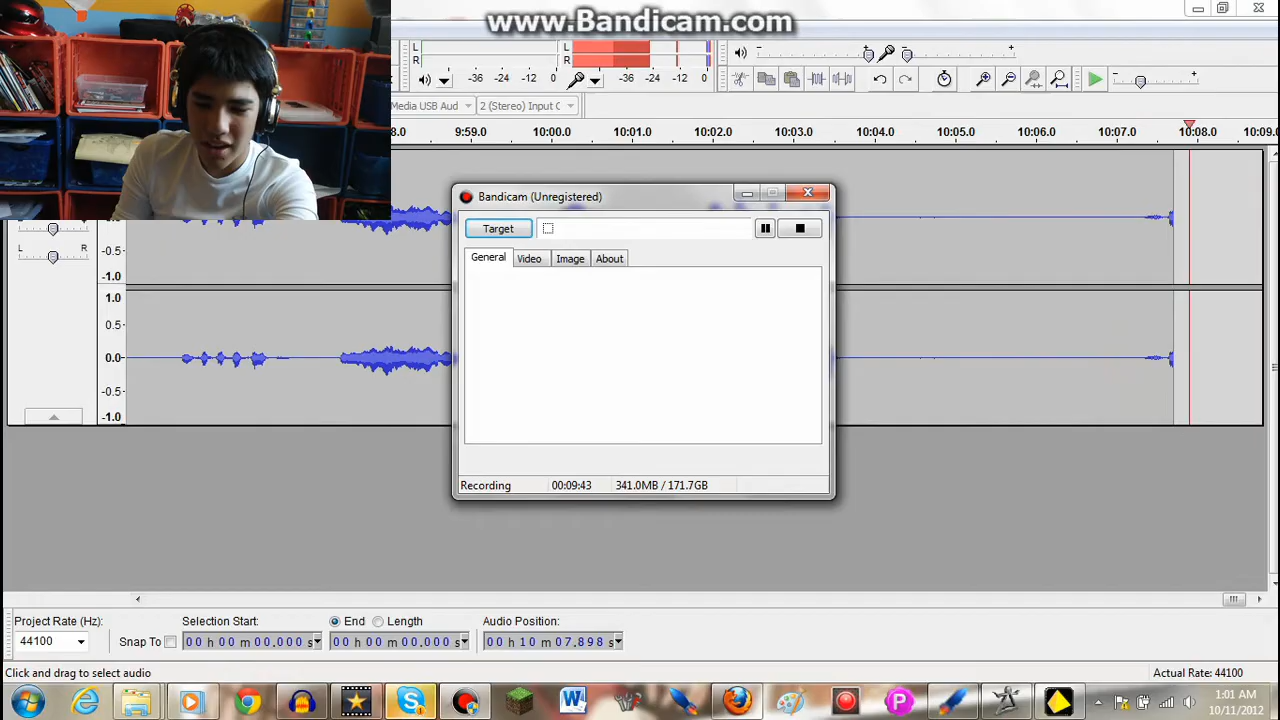 www.Bandicam.com
L
R
-36 -24 -12 0
L
R
-36 -24 -12 0
Media USB Aud
2 (Stereo) Input C
9:59.0 10:00.0 10:01.0 10:02.0 10:03.0 10:04.0 10:05.0 10:06.0 10:07.0 10:08.0 10:09.
Bandicam (Unregistered)
Target
General Video Image About
Recording 00:09:43 341.0MB / 171.7GB
L R
-0.5
-1.0
1.0
0.5
0.0
-0.5
-1.0
Project Rate (Hz): Selection Start: End Length Audio Position:
44100 Snap To 00 h 00 m 00.000 s 00 h 00 m 00.000 s 00 h 10 m 07.898 s
Click and drag to select audio Actual Rate: 44100
1:01 AM
10/11/2012